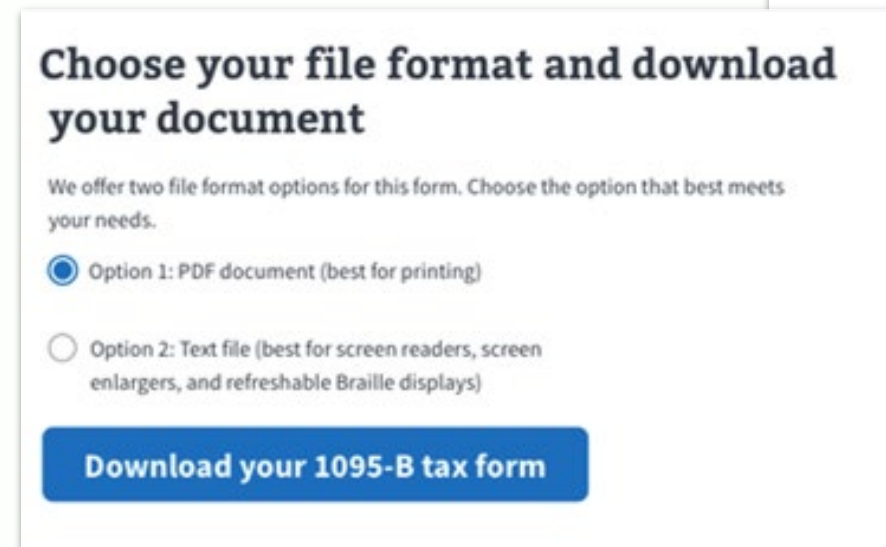 Choose your file format and download
your document
We offer two file format options for this form. Choose the option that best meets
your needs.
Option 1: PDF document (best for printing)
Option 2: Text file (best for screen readers, screen
enlargers, and refreshable Braille displays)
Download your 1095-B tax form